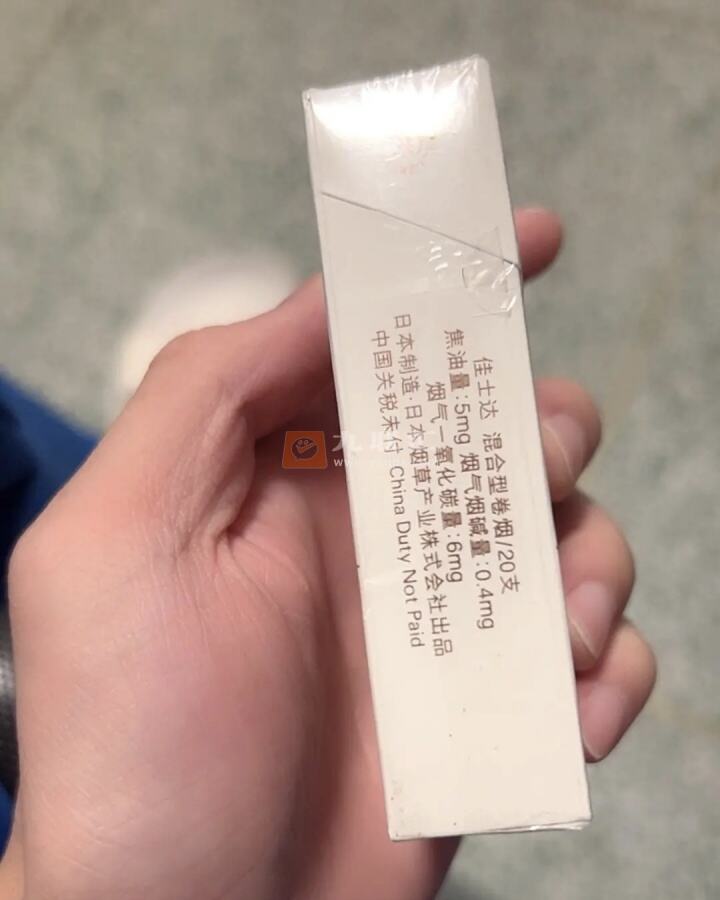 佳士达 混合型卷烟/20支
焦油量:5mg 烟气烟碱量:0.4mg
烟气一氧化碳量:6mg
日本制造·日本烟草产业株式会社出品
中国关税未付 China Duty Not Paid